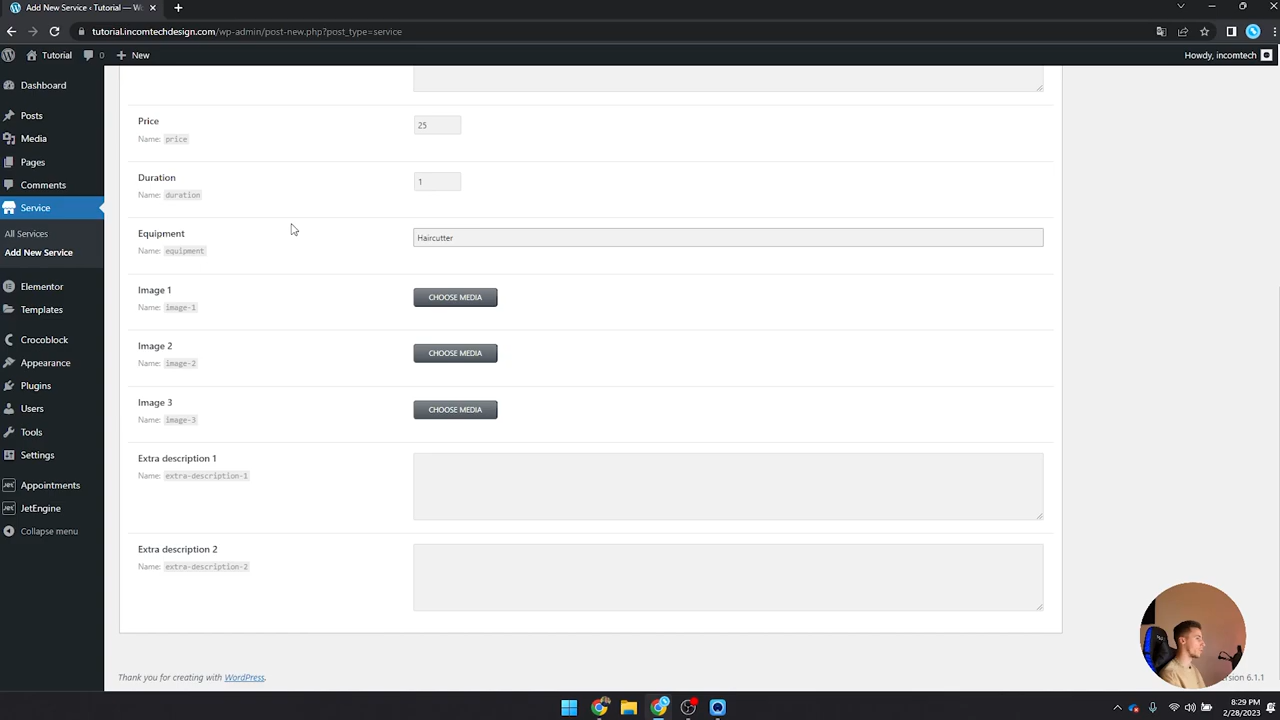 Add New Service ‹ Tutorial — W
tutorial.incomtechdesign.com/wp-admin/post-new.php?post_type=service
Tutorial 0 New
Howdy, incomtech
Dashboard
Posts
Media
Pages
Comments
Service
All Services
Add New Service
Elementor
Templates
Crocoblock
Appearance
Plugins
Users
Tools
Settings
Appointments
JetEngine
Collapse menu
Price
25
Name: price
Duration
1
Name: duration
Equipment
Haircutter
Name: equipment
Image 1
CHOOSE MEDIA
Name: image-1
Image 2
CHOOSE MEDIA
Name: image-2
Image 3
CHOOSE MEDIA
Name: image-3
Extra description 1
Name: extra-description-1
Extra description 2
Name: extra-description-2
Thank you for creating with WordPress.
ersion 6.1.1
8:29 PM
2/28/2023